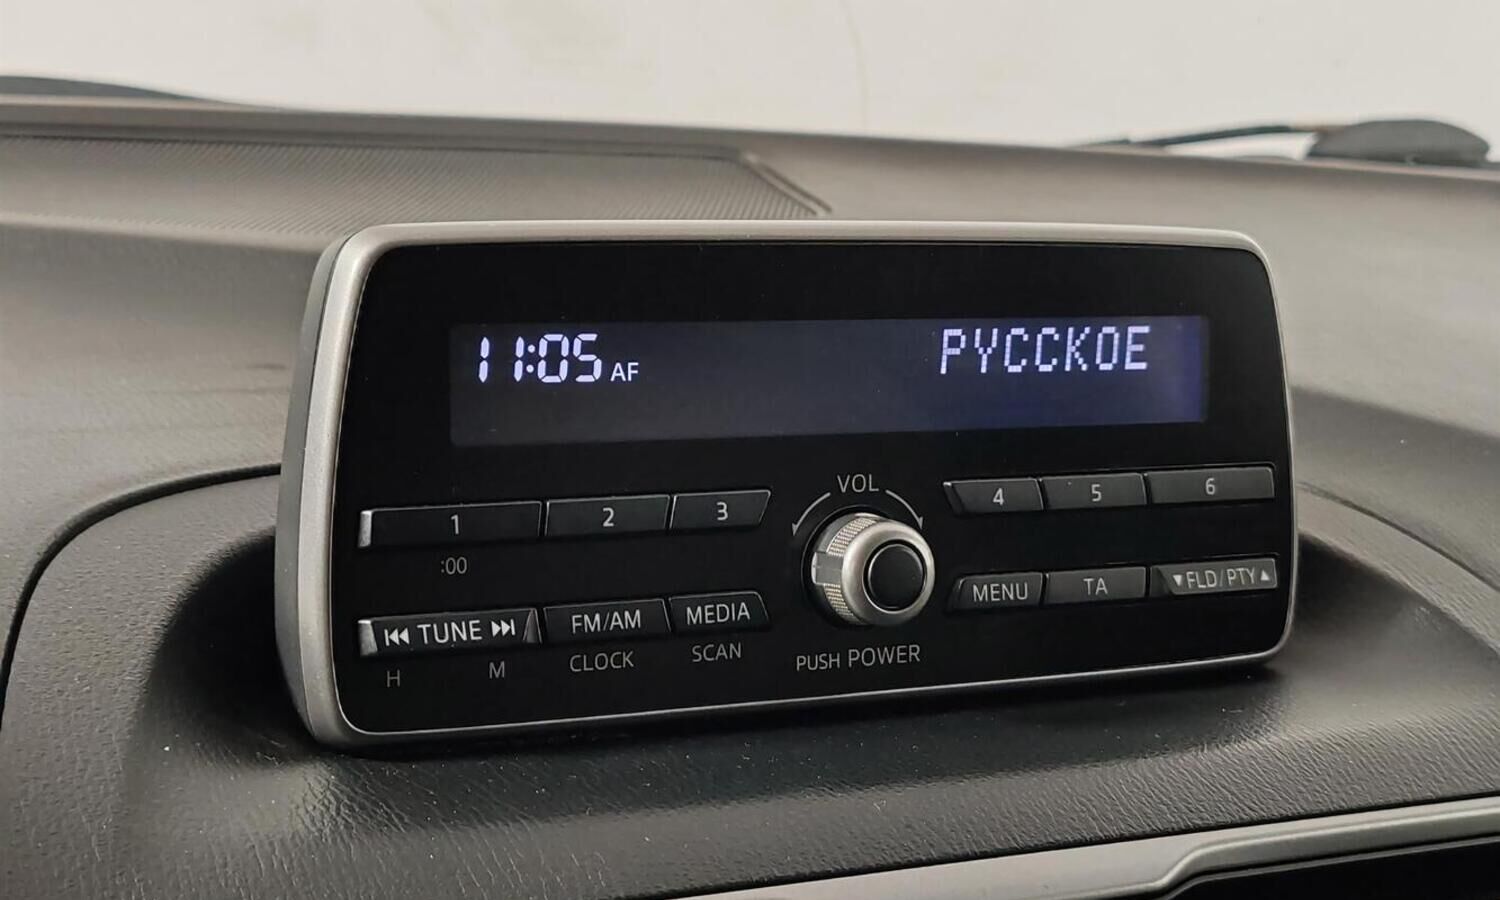 11:05 AF РУССКОЕ
VOL
1 2 3 4 5 6
:00
TUNE FM/AM MEDIA MENU TA ▼FLD/PTY▲
H M CLOCK SCAN PUSH POWER